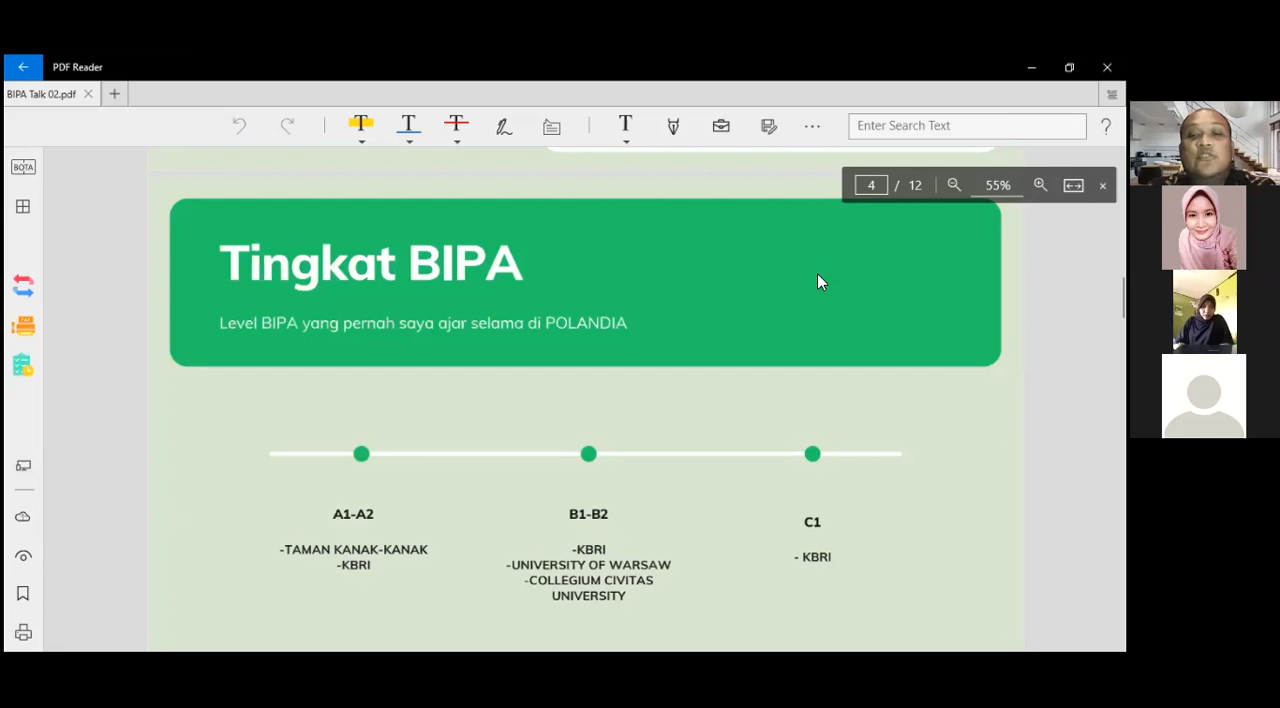 PDF Reader
BIPA Talk 02.pdf
Enter Search Text
BOTA
4 / 12
55%
Tingkat BIPA
Level BIPA yang pernah saya ajar selama di POLANDIA
A1-A2
-TAMAN KANAK-KANAK
-KBRI
B1-B2
-KBRI
-UNIVERSITY OF WARSAW
-COLLEGIUM CIVITAS
UNIVERSITY
C1
- KBRI